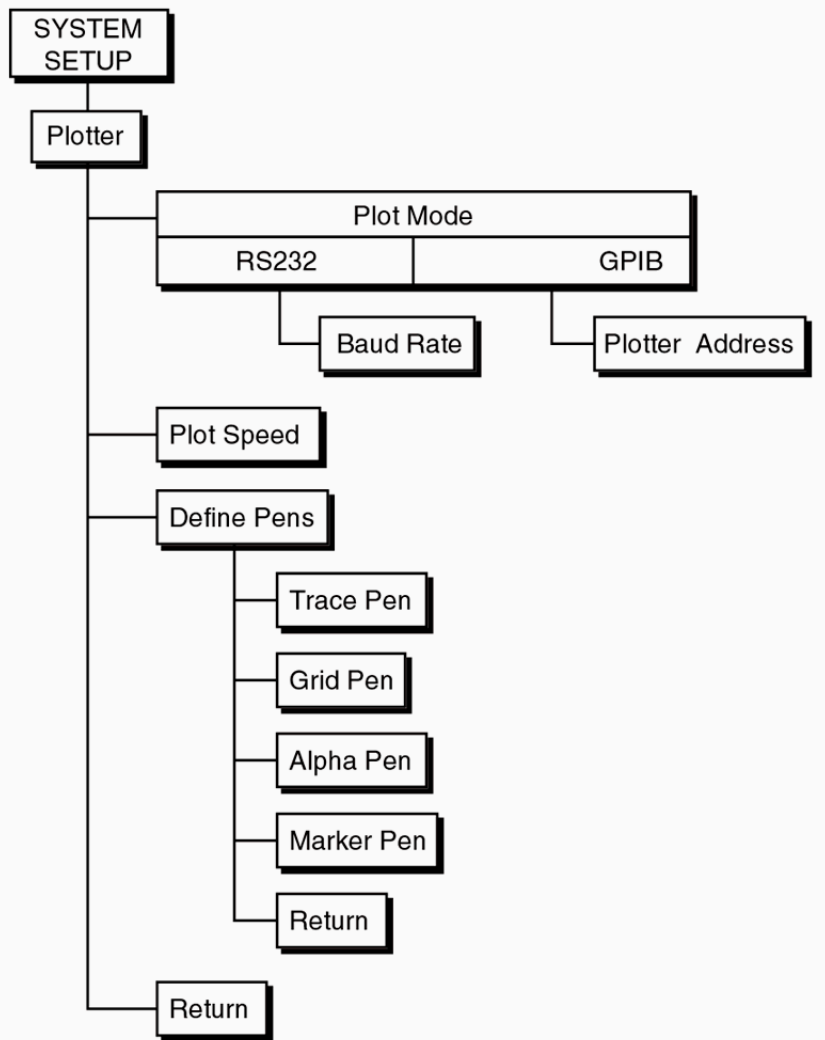 SYSTEM
SETUP
Plotter
Plot Mode
RS232 GPIB
Baud Rate
Plotter Address
Plot Speed
Define Pens
Trace Pen
Grid Pen
Alpha Pen
Marker Pen
Return
Return